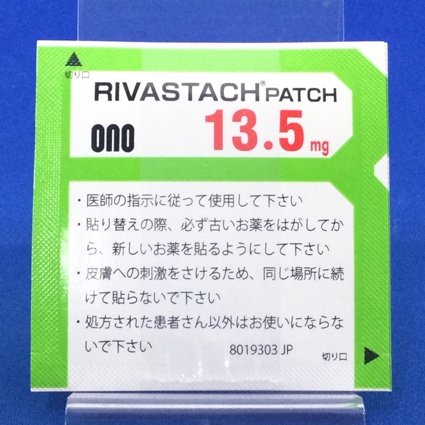 切り口
RIVASTACH® PATCH
ono 13.5 mg
・医師の指示に従って使用して下さい
・貼り替えの際、必ず古いお薬をはがしてか
ら、新しいお薬を貼るようにして下さい
・皮膚への刺激をさけるため、同じ場所に続
けて貼らないで下さい
・処方された患者さん以外はお使いにならな
いで下さい
8019303 JP
切り口